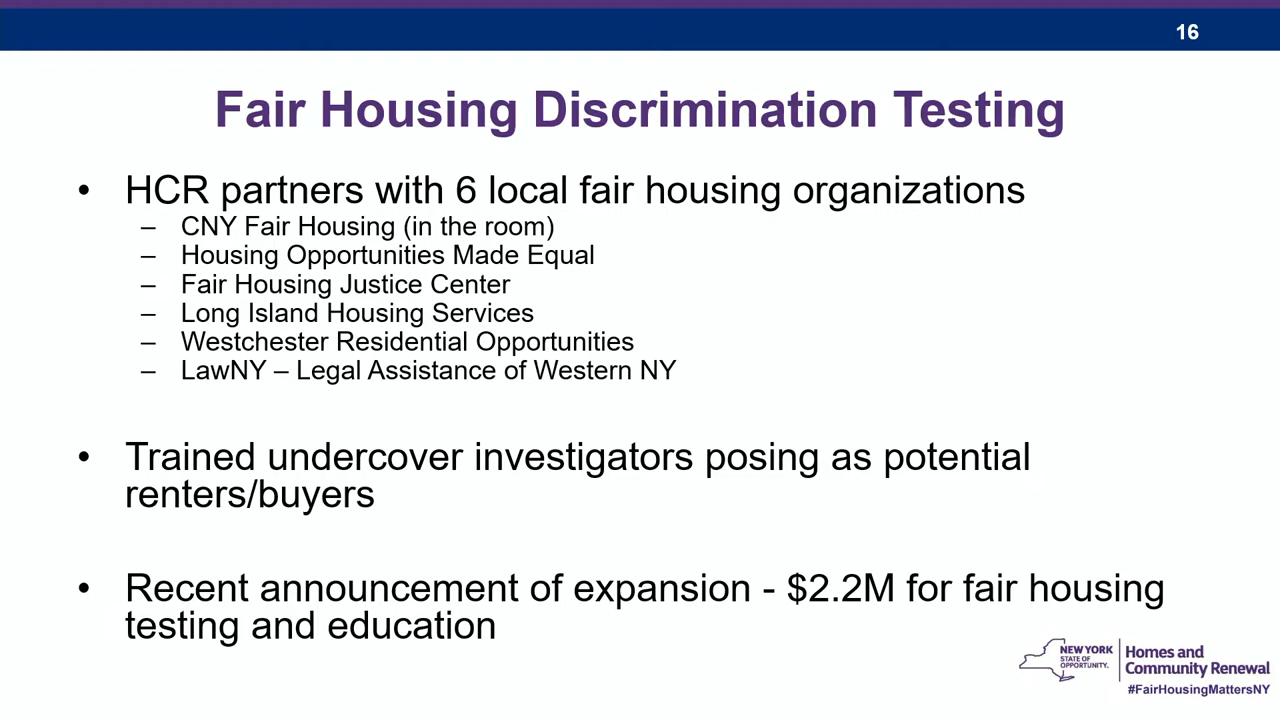 16
Fair Housing Discrimination Testing
• HCR partners with 6 local fair housing organizations
– CNY Fair Housing (in the room)
– Housing Opportunities Made Equal
– Fair Housing Justice Center
– Long Island Housing Services
– Westchester Residential Opportunities
– LawNY – Legal Assistance of Western NY
• Trained undercover investigators posing as potential
renters/buyers
• Recent announcement of expansion - $2.2M for fair housing
testing and education
NEW YORK
STATE OF
OPPORTUNITY.
Homes and
Community Renewal
#FairHousingMattersNY